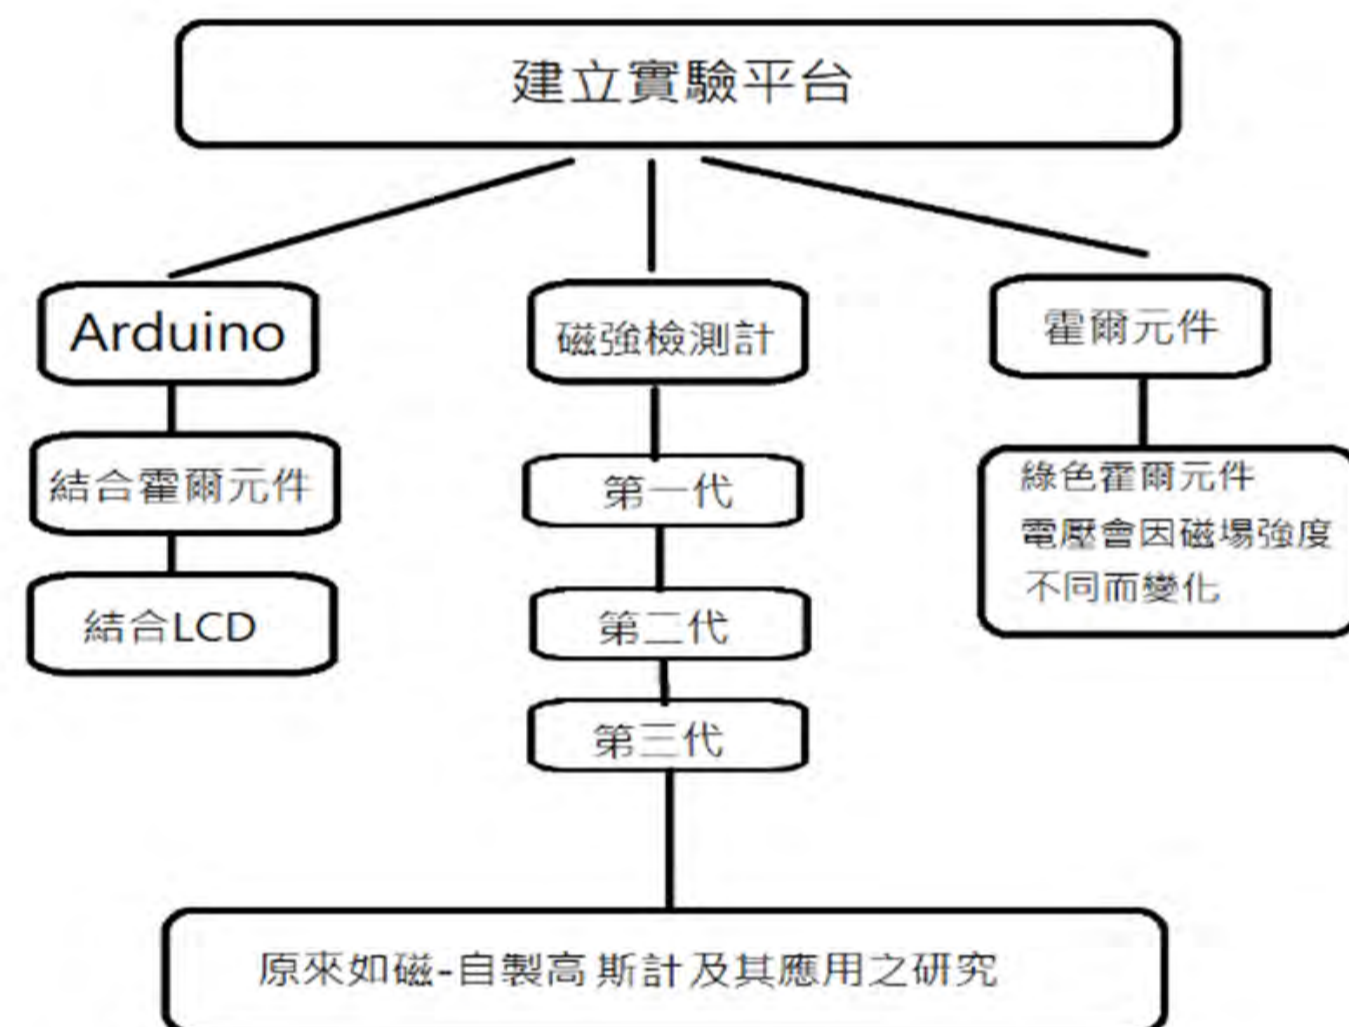 建立實驗平台
Arduino
磁強檢測計
霍爾元件
結合霍爾元件
第一代
綠色霍爾元件
電壓會因磁場強度
不同而變化
結合LCD
第二代
第三代
原來如磁-自製高斯計及其應用之研究